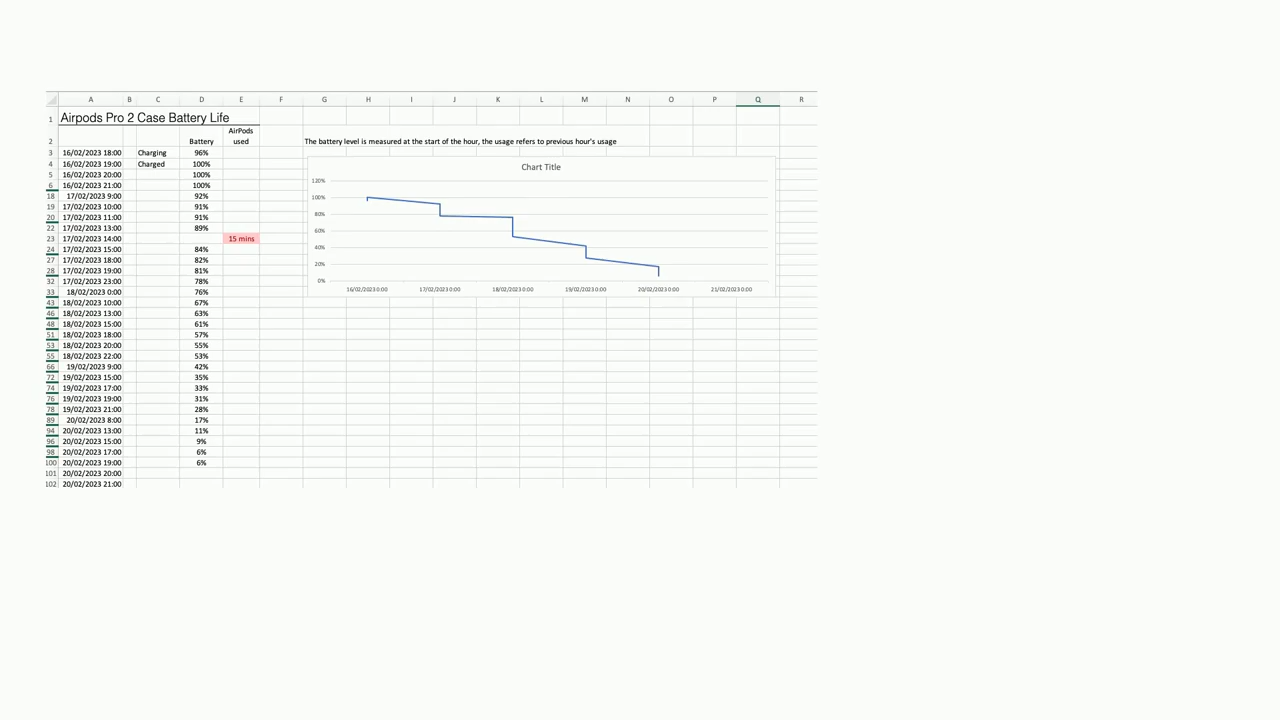 A B C D E F G H I J K L M N O P Q R
1 Airpods Pro 2 Case Battery Life
2 Battery AirPods used The battery level is measured at the start of the hour, the usage refers to previous hour's usage
3 16/02/2023 18:00 Charging 96%
4 16/02/2023 19:00 Charged 100%
5 16/02/2023 20:00 100%
6 16/02/2023 21:00 100%
18 17/02/2023 9:00 92%
19 17/02/2023 10:00 91%
20 17/02/2023 11:00 91%
22 17/02/2023 13:00 89%
23 17/02/2023 14:00 15 mins
24 17/02/2023 15:00 84%
27 17/02/2023 18:00 82%
28 17/02/2023 19:00 81%
32 17/02/2023 23:00 78%
33 18/02/2023 0:00 76%
43 18/02/2023 10:00 67%
46 18/02/2023 13:00 63%
48 18/02/2023 15:00 61%
51 18/02/2023 18:00 57%
53 18/02/2023 20:00 55%
55 18/02/2023 22:00 53%
66 19/02/2023 9:00 42%
72 19/02/2023 15:00 35%
74 19/02/2023 17:00 33%
76 19/02/2023 19:00 31%
78 19/02/2023 21:00 28%
89 20/02/2023 8:00 17%
94 20/02/2023 13:00 11%
96 20/02/2023 15:00 9%
98 20/02/2023 17:00 6%
100 20/02/2023 19:00 6%
101 20/02/2023 20:00
102 20/02/2023 21:00
Chart Title
120%
100%
80%
60%
40%
20%
0%
16/02/2023 0:00 17/02/2023 0:00 18/02/2023 0:00 19/02/2023 0:00 20/02/2023 0:00 21/02/2023 0:00